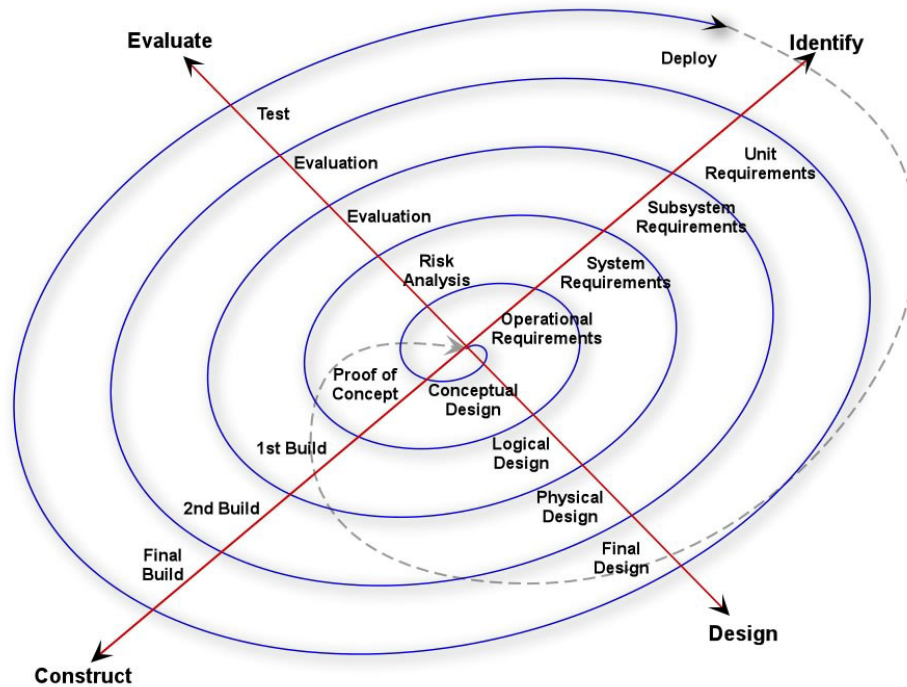 Evaluate
Identify
Deploy
Test
Unit
Requirements
Evaluation
Subsystem
Requirements
Evaluation
System
Requirements
Risk
Analysis
Operational
Requirements
Proof of
Concept
Conceptual
Design
1st Build
Logical
Design
2nd Build
Physical
Design
Final
Build
Final
Design
Design
Construct